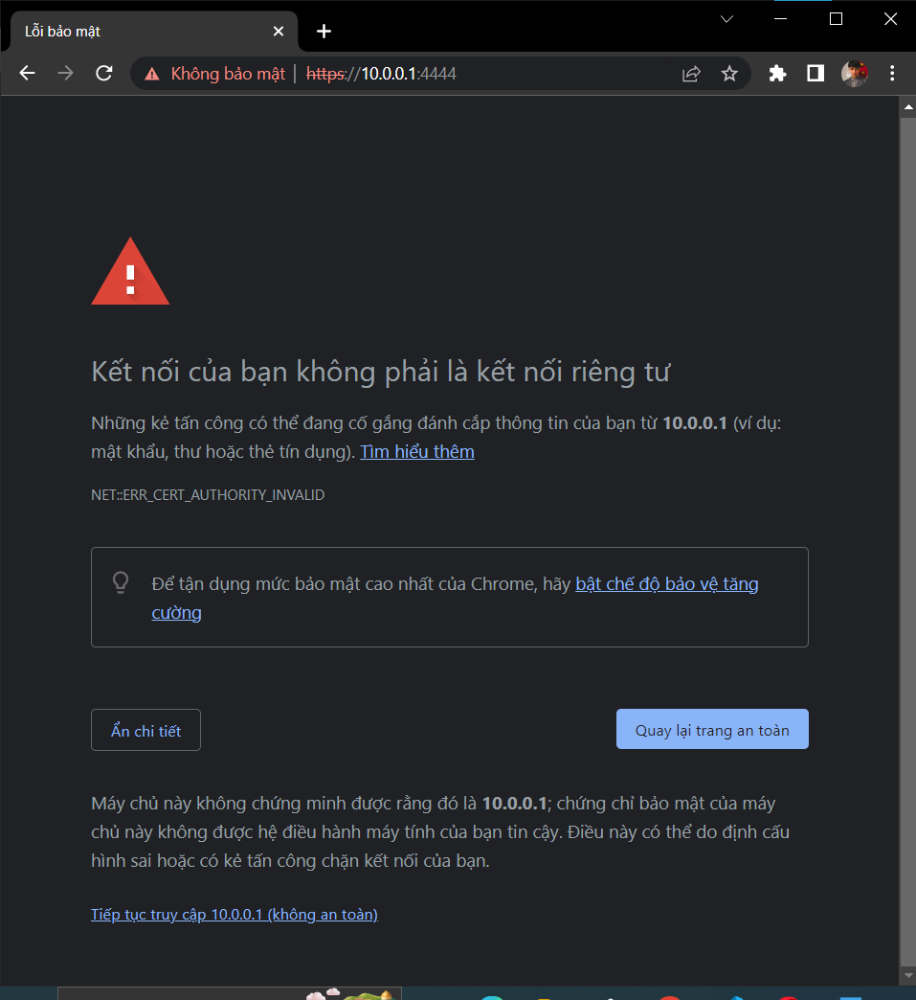 Lỗi bảo mật
Không bảo mật | https://10.0.0.1:4444
Kết nối của bạn không phải là kết nối riêng tư
Những kẻ tấn công có thể đang cố gắng đánh cắp thông tin của bạn từ 10.0.0.1 (ví dụ:
mật khẩu, thư hoặc thẻ tín dụng). Tìm hiểu thêm
NET::ERR_CERT_AUTHORITY_INVALID
Để tận dụng mức bảo mật cao nhất của Chrome, hãy bật chế độ bảo vệ tăng
cường
Ẩn chi tiết
Quay lại trang an toàn
Máy chủ này không chứng minh được rằng đó là 10.0.0.1; chứng chỉ bảo mật của máy
chủ này không được hệ điều hành máy tính của bạn tin cậy. Điều này có thể do định cấu
hình sai hoặc có kẻ tấn công chặn kết nối của bạn.
Tiếp tục truy cập 10.0.0.1 (không an toàn)